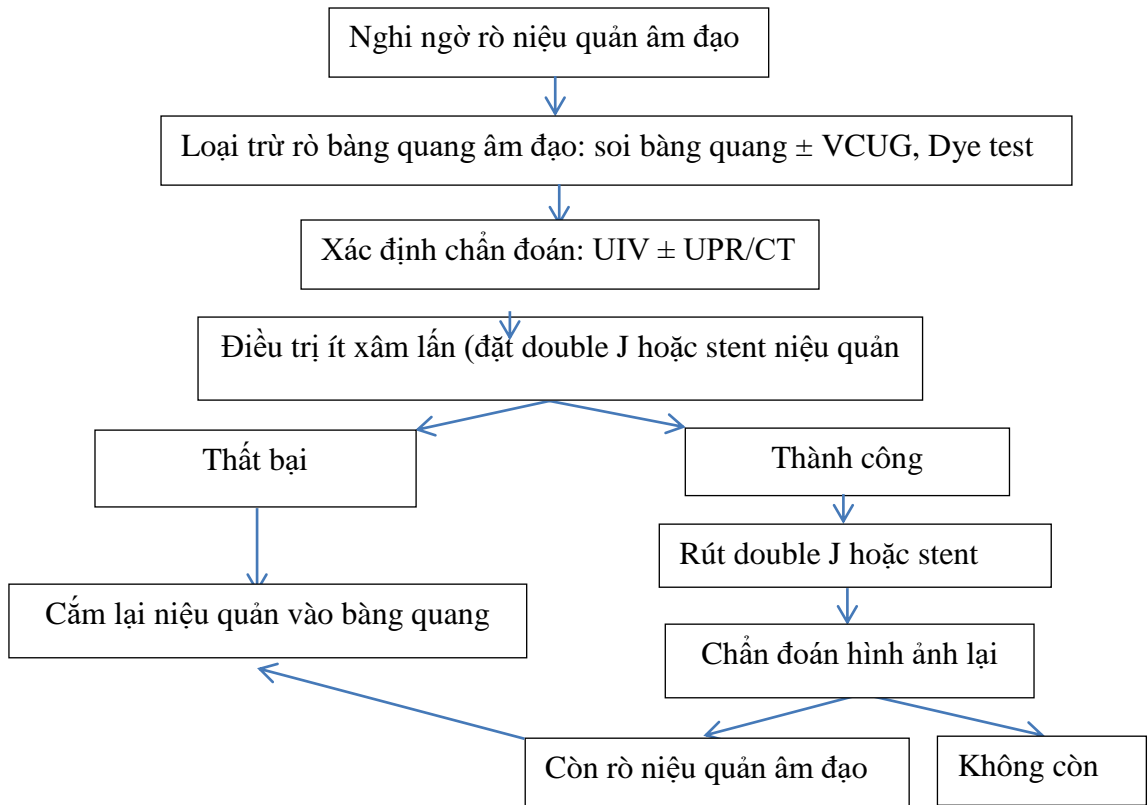 Nghi ngờ rò niệu quản âm đạo
Loại trừ rò bàng quang âm đạo: soi bàng quang ± VCUG, Dye test
Xác định chẩn đoán: UIV ± UPR/CT
Điều trị ít xâm lấn (đặt double J hoặc stent niệu quản
Thất bại
Thành công
Rút double J hoặc stent
Cắm lại niệu quản vào bàng quang
Chẩn đoán hình ảnh lại
Còn rò niệu quản âm đạo
Không còn